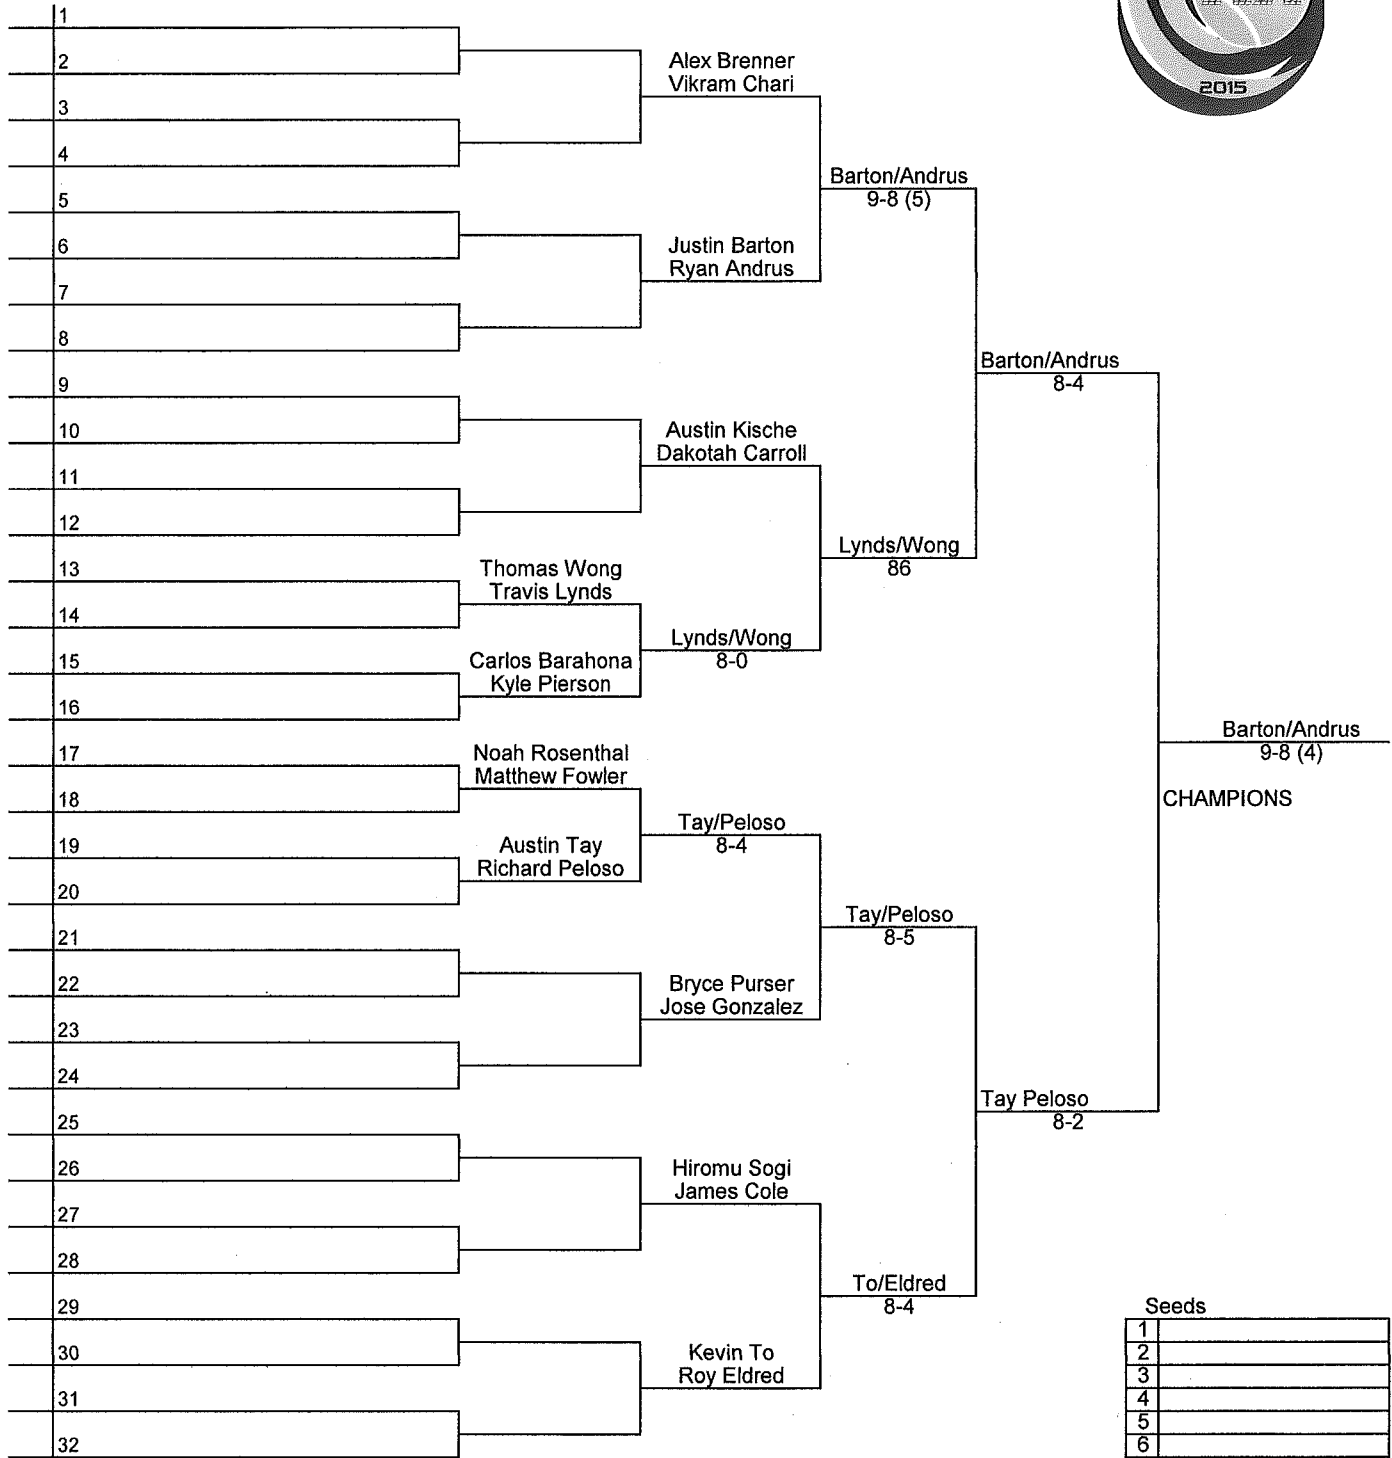 2015
1
2
Alex Brenner
Vikram Chari
3
4
Barton/Andrus
9-8 (5)
5
6
Justin Barton
Ryan Andrus
7
8
Barton/Andrus
8-4
9
10
Austin Kische
Dakotah Carroll
11
12
Lynds/Wong
86
13
Thomas Wong
Travis Lynds
14
Lynds/Wong
8-0
15
Carlos Barahona
Kyle Pierson
16
Barton/Andrus
9-8 (4)
CHAMPIONS
17
Noah Rosenthal
Matthew Fowler
18
Tay/Peloso
8-4
19
Austin Tay
Richard Peloso
20
Tay/Peloso
8-5
21
22
Bryce Purser
Jose Gonzalez
23
24
Tay Peloso
8-2
25
26
Hiromu Sogi
James Cole
27
28
To/Eldred
8-4
29
30
Kevin To
Roy Eldred
31
32
Seeds
1
2
3
4
5
6